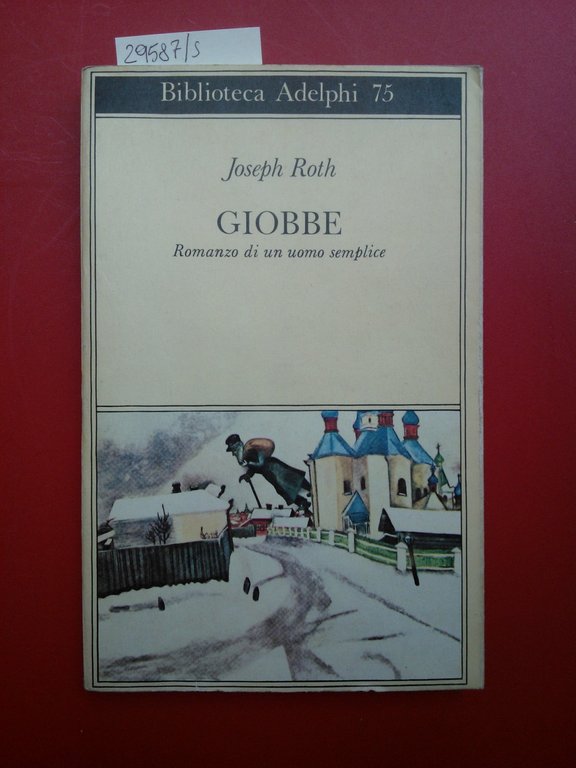 29587/s
Biblioteca Adelphi 75
Joseph Roth
GIOBBE
Romanzo di un uomo semplice